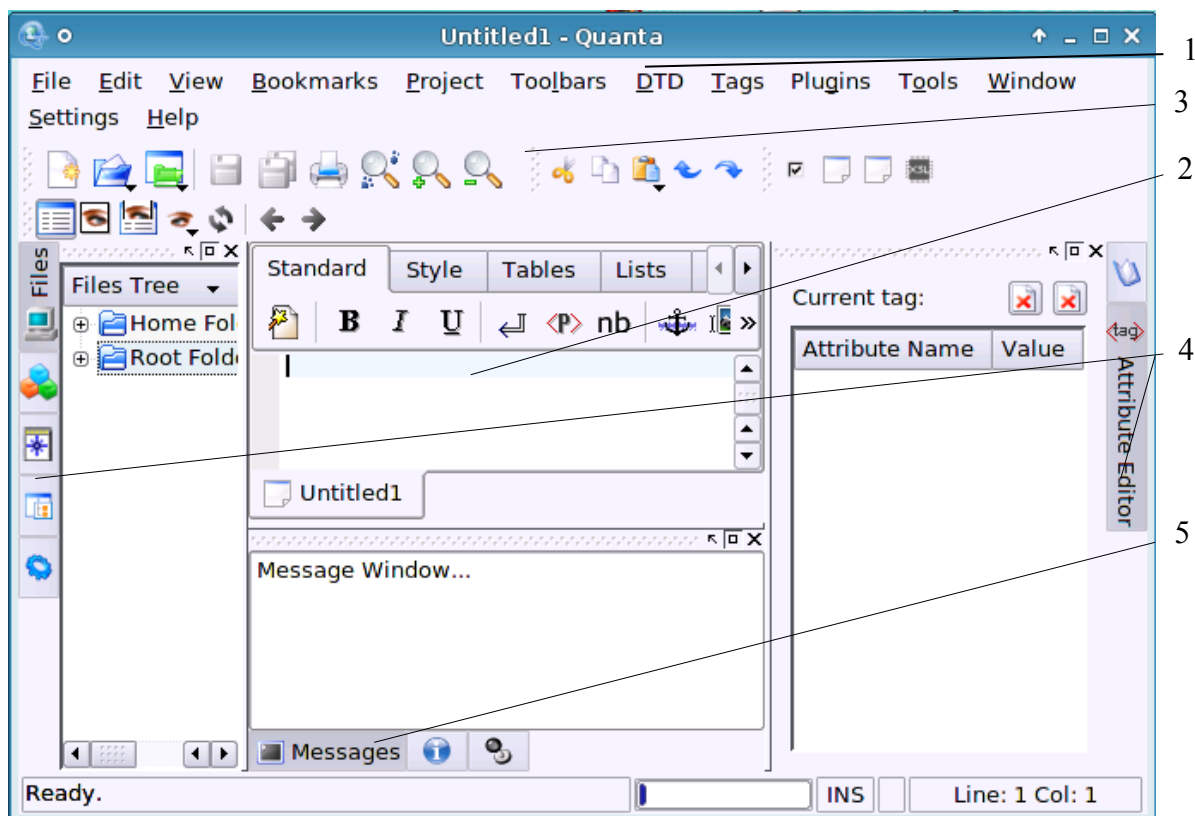 Untitled1 - Quanta
1
File Edit View Bookmarks Project Toolbars DTD Tags Plugins Tools Window
Settings Help
3
XSL
2
Files
Files Tree
Home Fol
Root Folde
Standard Style Tables Lists
B I U <P> nb »
Untitled1
Current tag:
Attribute Name Value
<tag>
Attribute Editor
4
5
Message Window...
Messages
Ready. INS Line: 1 Col: 1